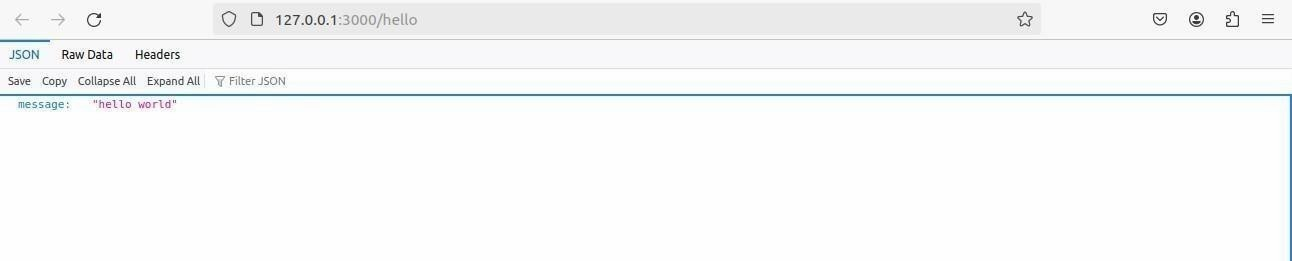 127.0.0.1:3000/hello
JSON Raw Data Headers
Save Copy Collapse All Expand All Filter JSON
message: "hello world"